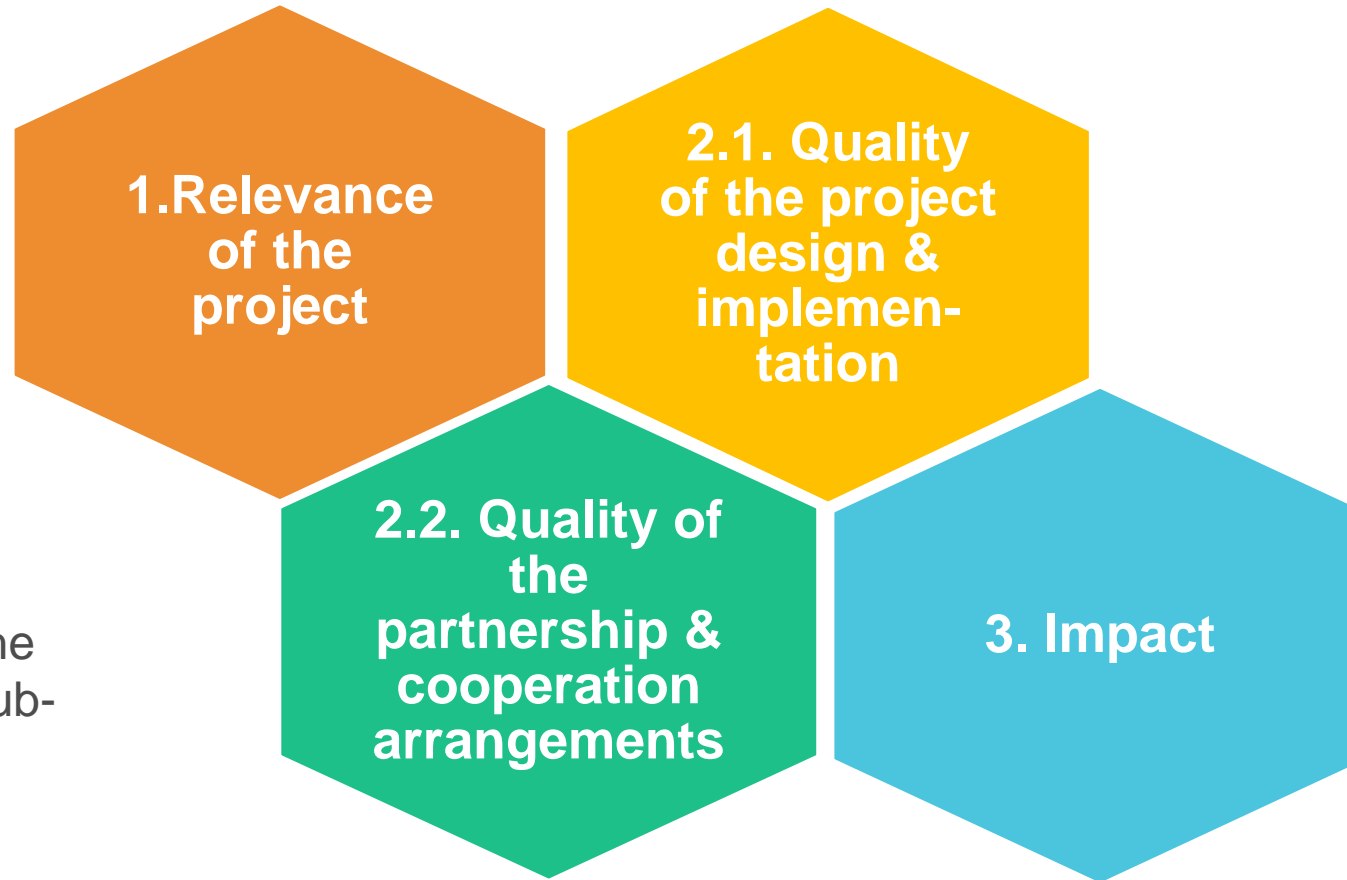 1.Relevance
of the
project
2.1. Quality
of the project
design &
implemen-
tation
2.2. Quality of
the
partnership &
cooperation
arrangements
3. Impact
ub-